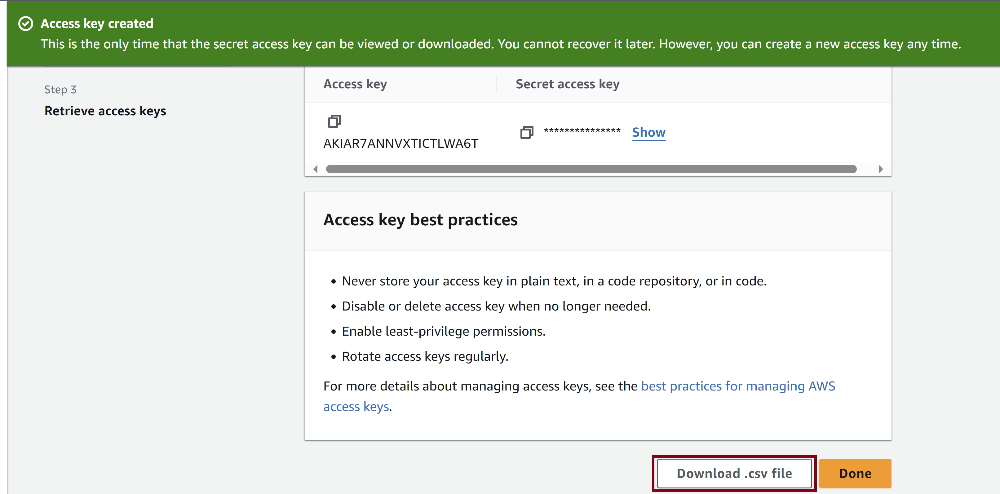 Access key created
This is the only time that the secret access key can be viewed or downloaded. You cannot recover it later. However, you can create a new access key any time.
Step 3
Retrieve access keys
Access key
Secret access key
AKIAR7ANNVXTICTLWA6T
*************** Show
Access key best practices
• Never store your access key in plain text, in a code repository, or in code.
• Disable or delete access key when no longer needed.
• Enable least-privilege permissions.
• Rotate access keys regularly.
For more details about managing access keys, see the best practices for managing AWS
access keys.
Download .csv file
Done